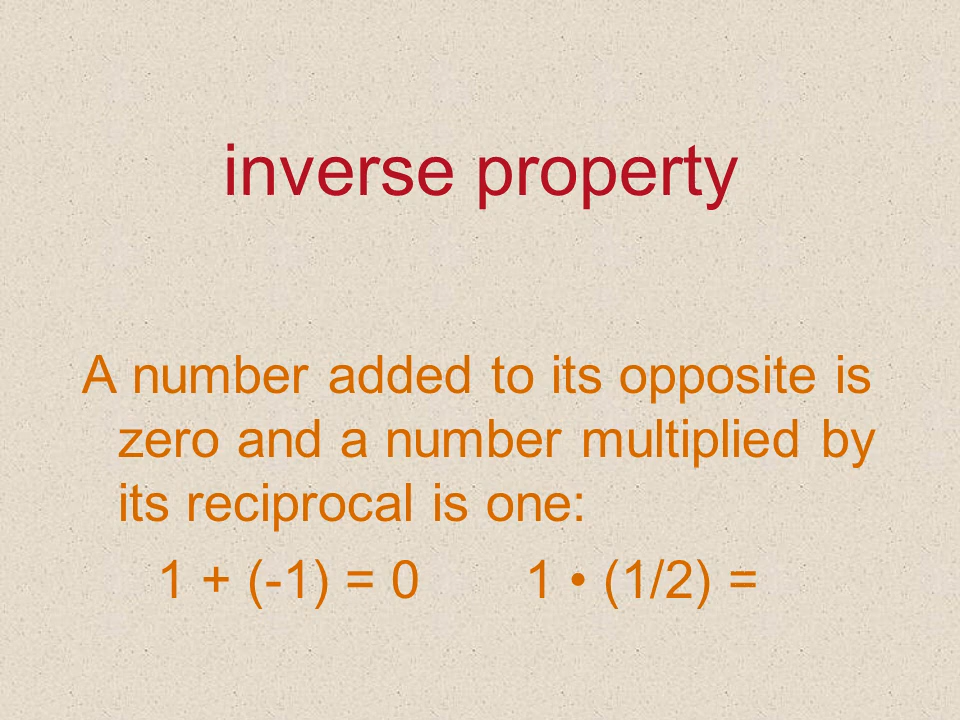 inverse property
A number added to its opposite is
zero and a number multiplied by
its reciprocal is one:
1 + (-1) = 0 1 • (1/2) =